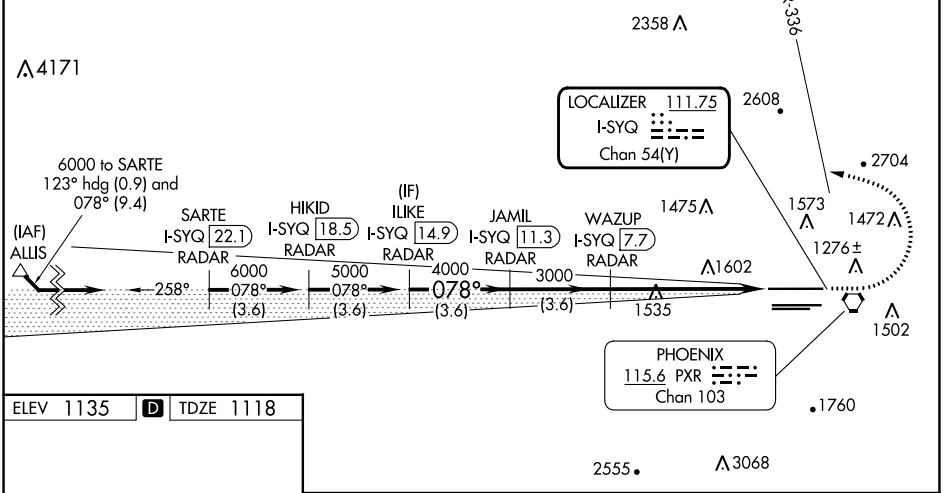 R-336
2358
4171
LOCALIZER 111.75
I-SYQ
Chan 54(Y)
2608
2704
6000 to SARTE
123° hdg (0.9) and
078° (9.4)
(IAF)
ALLIS
SARTE
I-SYQ 22.1
RADAR
HIKID
I-SYQ 18.5
RADAR
(IF)
ILIKE
I-SYQ 14.9
RADAR
JAMIL
I-SYQ 11.3
RADAR
WAZUP
I-SYQ 7.7
RADAR
1475
1573
1472
1276±
1602
258°
6000
078°
(3.6)
5000
078°
(3.6)
4000
078°
(3.6)
3000
(3.6)
1535
1502
PHOENIX
115.6 PXR
Chan 103
1760
ELEV 1135 D TDZE 1118
2555
3068